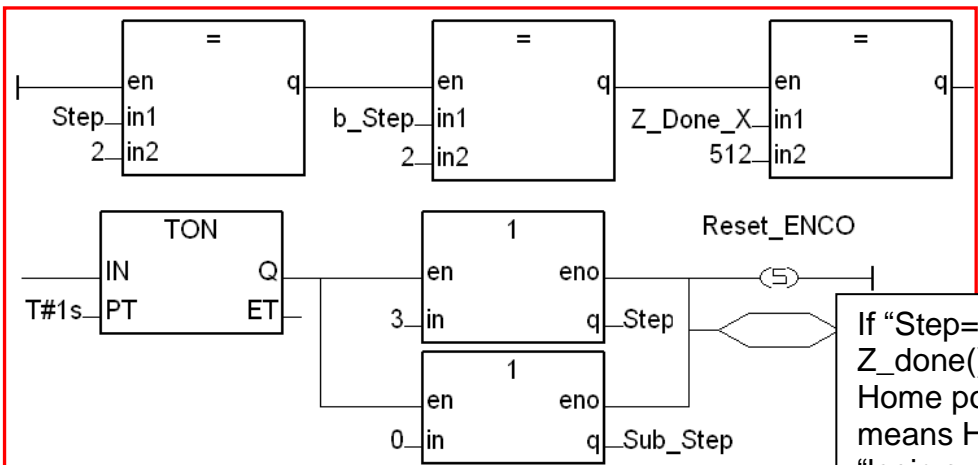 = = =
en q en q en q
Step in1 b_Step in1 Z_Done_X in1
2 in2 2 in2 512 in2
TON 1 Reset_ENCO
IN Q en eno S
T#1s PT ET 3 in q Step
1
en eno
0 in q Sub_Step
If “Step=
Z_done(
Home po
means H